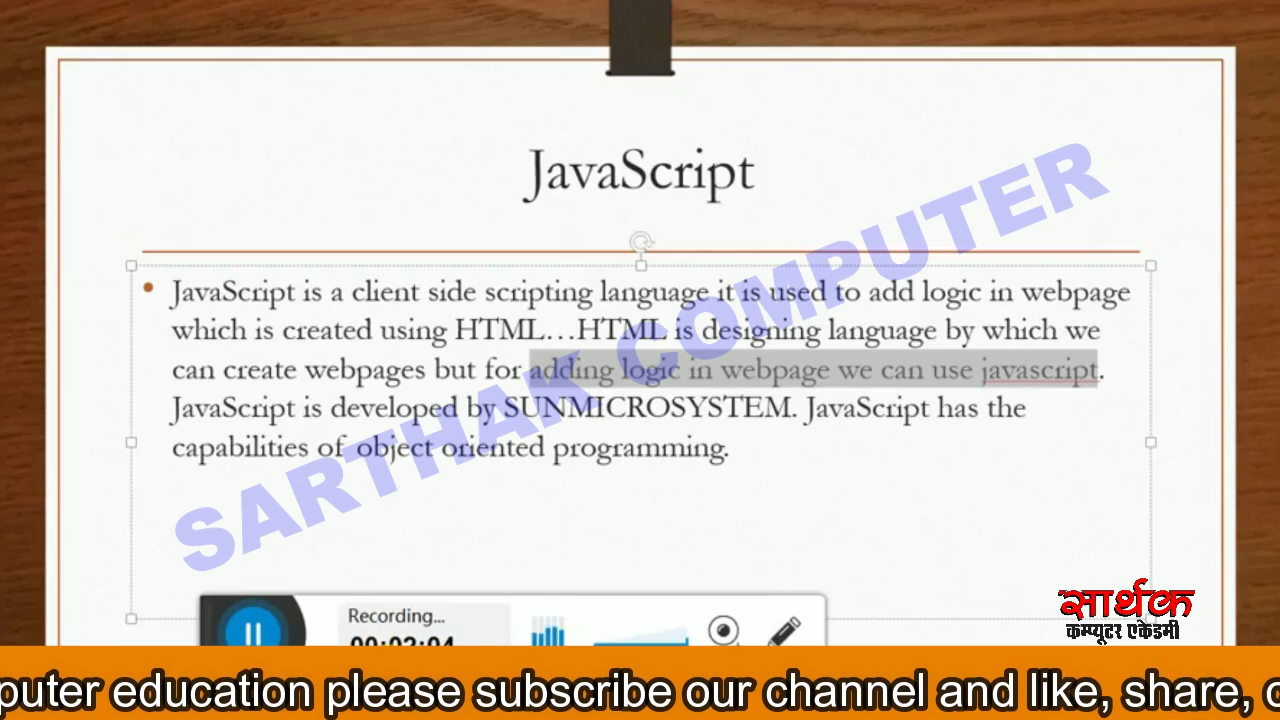 JavaScript
JavaScript is a client side scripting language it is used to add logic in webpage
which is created using HTML…HTML is designing language by which we
can create webpages but for adding logic in webpage we can use javascript.
JavaScript is developed by SUNMICROSYSTEM. JavaScript has the
capabilities of object oriented programming.
SARTHAK COMPUTER
Recording...
00:02:04
सार्थक
कम्प्यूटर एकेडमी
puter education please subscribe our channel and like, share, c